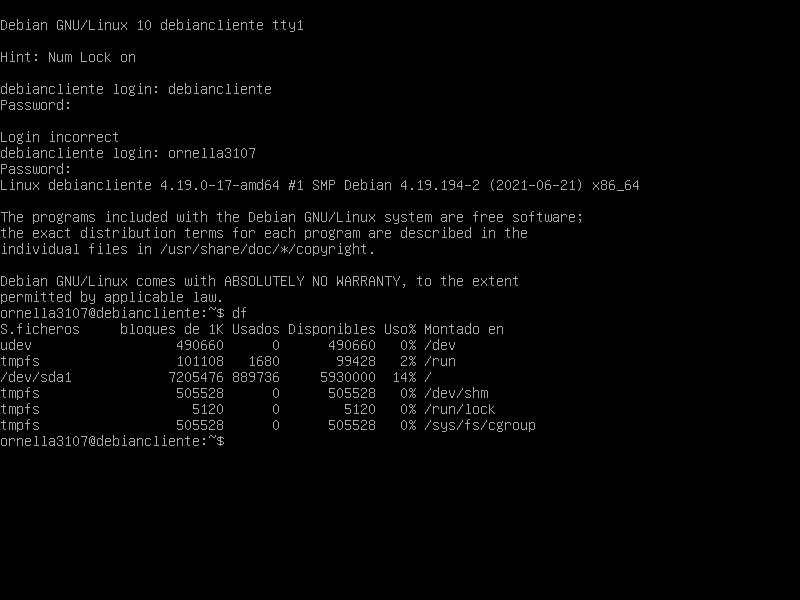 Debian GNU/Linux 10 debiancliente tty1
Hint: Num Lock on
debiancliente login: debiancliente
Password:
Login incorrect
debiancliente login: ornella3107
Password:
Linux debiancliente 4.19.0-17-amd64 #1 SMP Debian 4.19.194-2 (2021-06-21) x86_64
The programs included with the Debian GNU/Linux system are free software;
the exact distribution terms for each program are described in the
individual files in /usr/share/doc/*/copyright.
Debian GNU/Linux comes with ABSOLUTELY NO WARRANTY, to the extent
permitted by applicable law.
ornella3107@debiancliente:~$ df
S.ficheros     bloques de 1K Usados Disponibles Uso% Montado en
udev                  490660      0      490660   0% /dev
tmpfs                 101108   1680       99428   2% /run
/dev/sda1            7205476 889736     5930000  14% /
tmpfs                 505528      0      505528   0% /dev/shm
tmpfs                   5120      0        5120   0% /run/lock
tmpfs                 505528      0      505528   0% /sys/fs/cgroup
ornella3107@debiancliente:~$